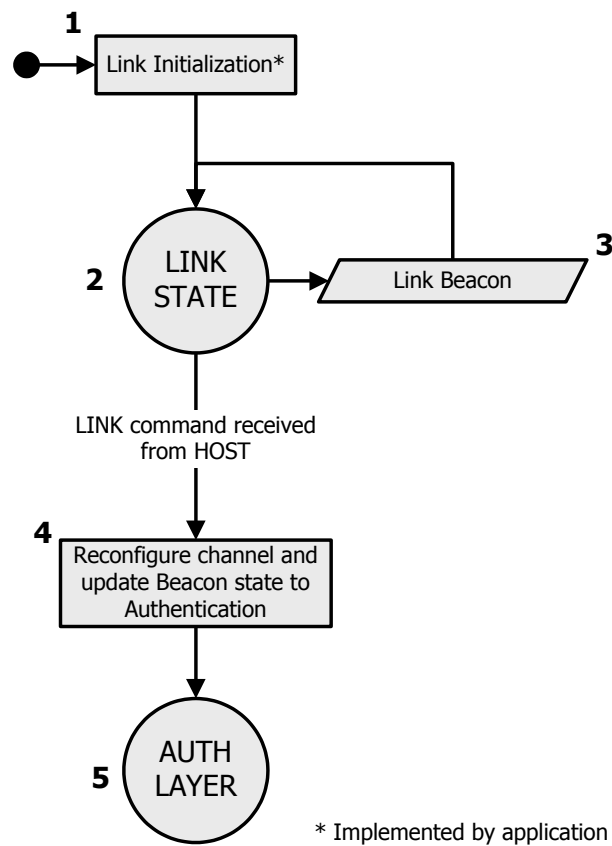 1
Link Initialization*
2
LINK
STATE
3
Link Beacon
LINK command received
from HOST
4
Reconfigure channel and
update Beacon state to
Authentication
5
AUTH
LAYER
* Implemented by application